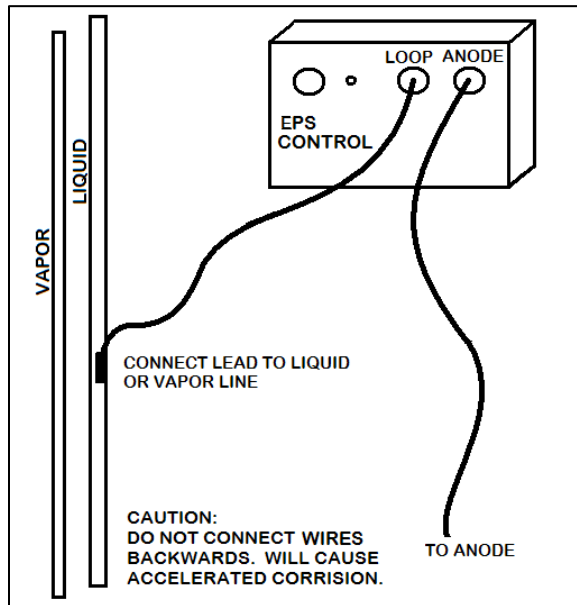 LOOP ANODE
EPS
CONTROL
LIQUID
VAPOR
CONNECT LEAD TO LIQUID
OR VAPOR LINE
CAUTION:
DO NOT CONNECT WIRES
BACKWARDS. WILL CAUSE
ACCELERATED CORRISION.
TO ANODE